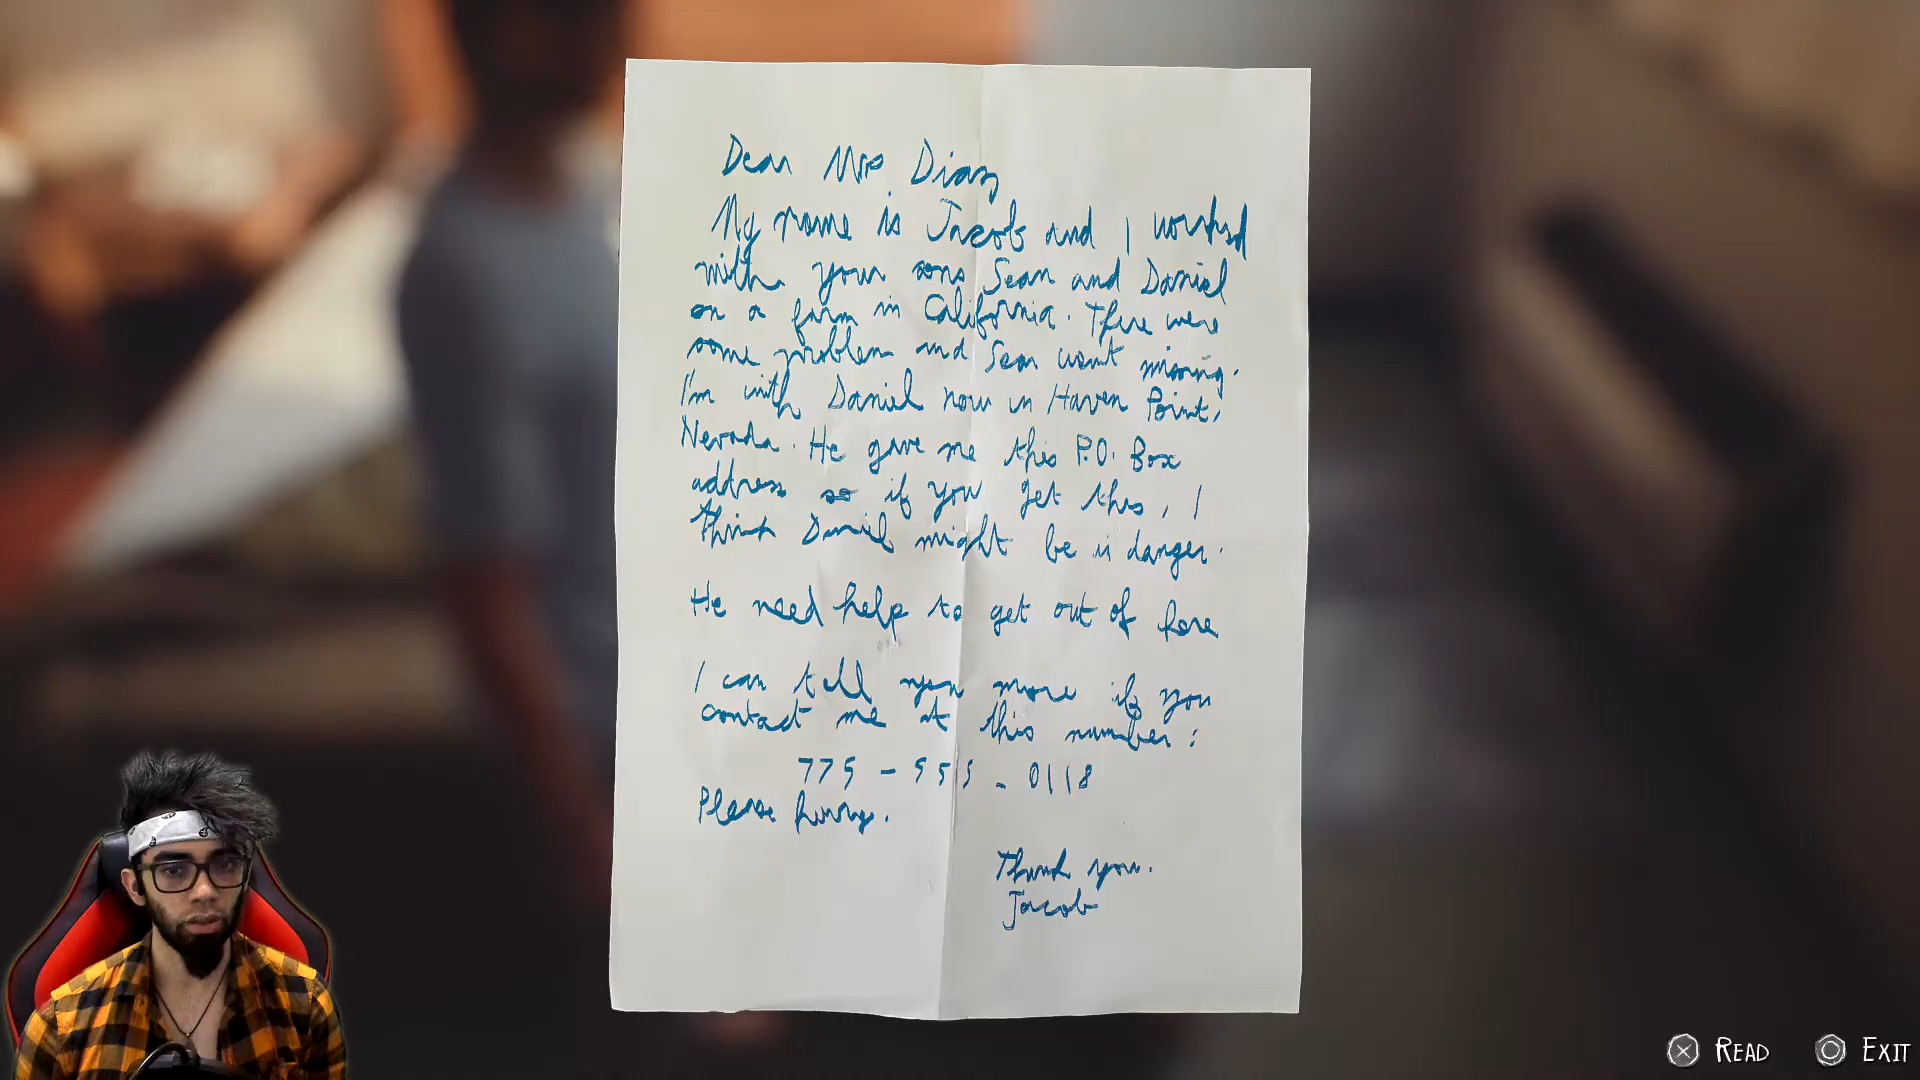 Dear Mrs Diaz
My name is Jacob and I worked
with your sons Sean and Daniel
on a farm in California. There were
some problem and Sean went missing.
I'm with Daniel now in Haven Point,
Nevada. He gave me this P.O. Box
address so if you get this, I
think Daniel might be in danger.
He need help to get out of here
I can tell you more if you
contact me at this number:
775 - 555 - 0118
Please hurry.
Thank you.
Jacob
READ
EXIT